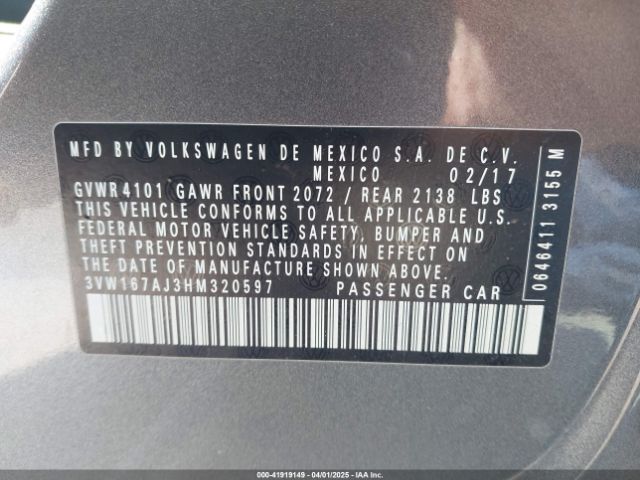 MFD BY VOLKSWAGEN DE MEXICO S.A. DE C.V.
MEXICO 02/17
GVWR 4101 GAWR FRONT 2072 / REAR 2138 LBS
THIS VEHICLE CONFORMS TO ALL APPLICABLE U.S.
FEDERAL MOTOR VEHICLE SAFETY, BUMPER AND
THEFT PREVENTION STANDARDS IN EFFECT ON
THE DATE OF MANUFACTURE SHOWN ABOVE.
3VW167AJ3HM320597 PASSENGER CAR
0646411 3155 M
000-41919149 - 04/01/2025 - IAAI.COM